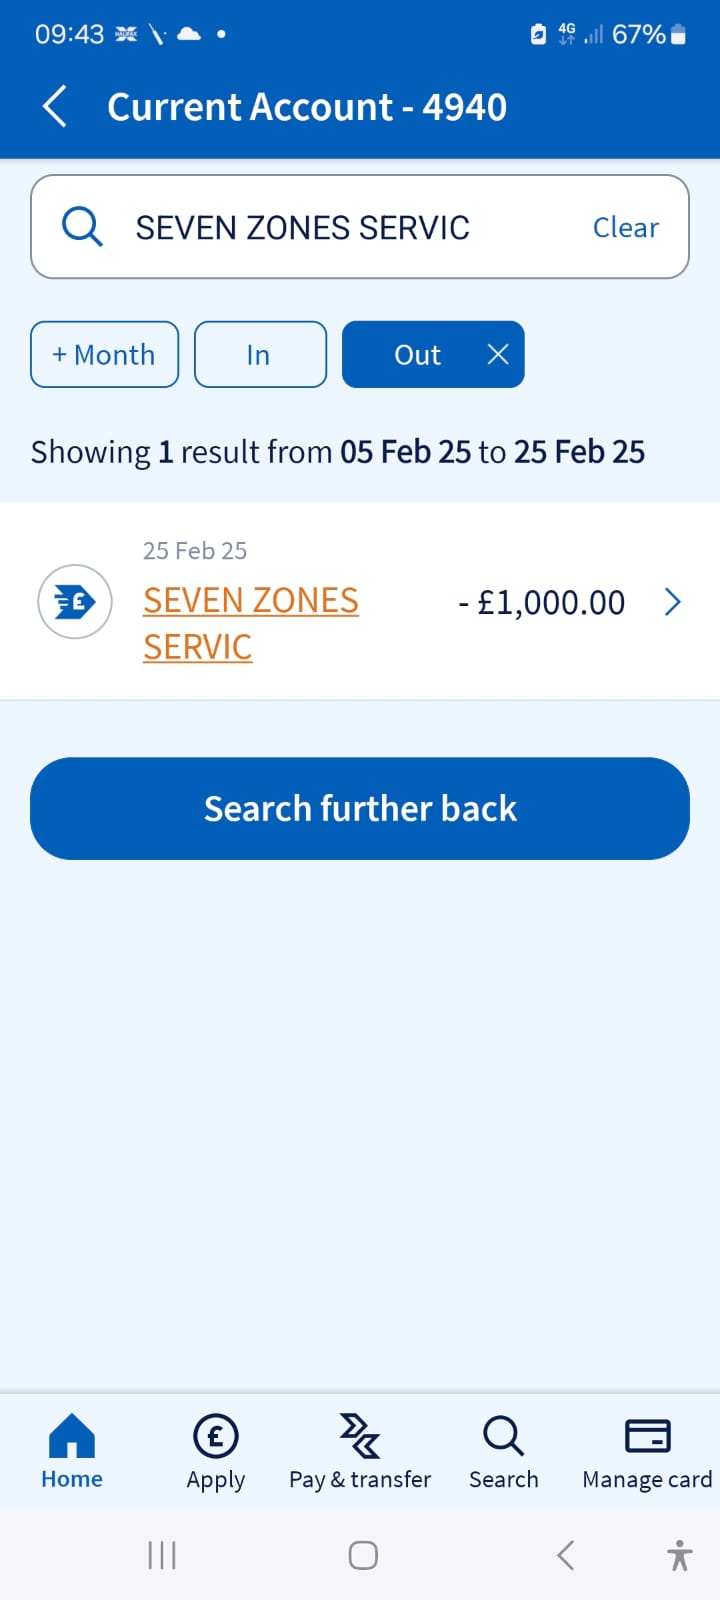 09:43 HALIFAX 4G 67%
Current Account - 4940
SEVEN ZONES SERVIC Clear
+ Month In Out
Showing 1 result from 05 Feb 25 to 25 Feb 25
25 Feb 25
SEVEN ZONES - £1,000.00
SERVIC
Search further back
Home Apply Pay & transfer Search Manage card